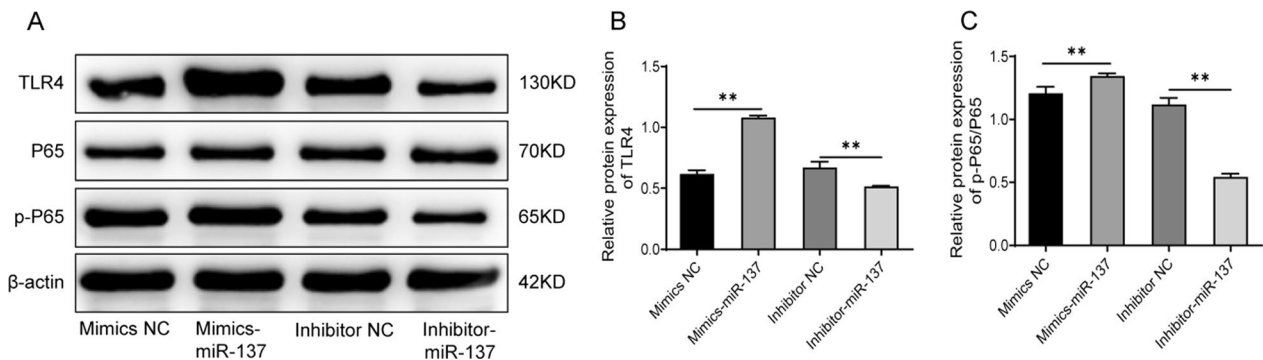 A
TLR4
130KD
P65
70KD
p-P65
65KD
β-actin
42KD
Mimics NC
Mimics-
miR-137
Inhibitor NC
Inhibitor-
miR-137
B
Relative protein expression
of TLR4
1.5
1.0
0.5
0.0
**
**
Mimics NC
Mimics-miR-137
Inhibitor NC
Inhibitor-miR-137
C
Relative protein expression
of p-P65/P65
1.5
1.0
0.5
0.0
**
**
Mimics NC
Mimics-miR-137
Inhibitor NC
Inhibitor-miR-137